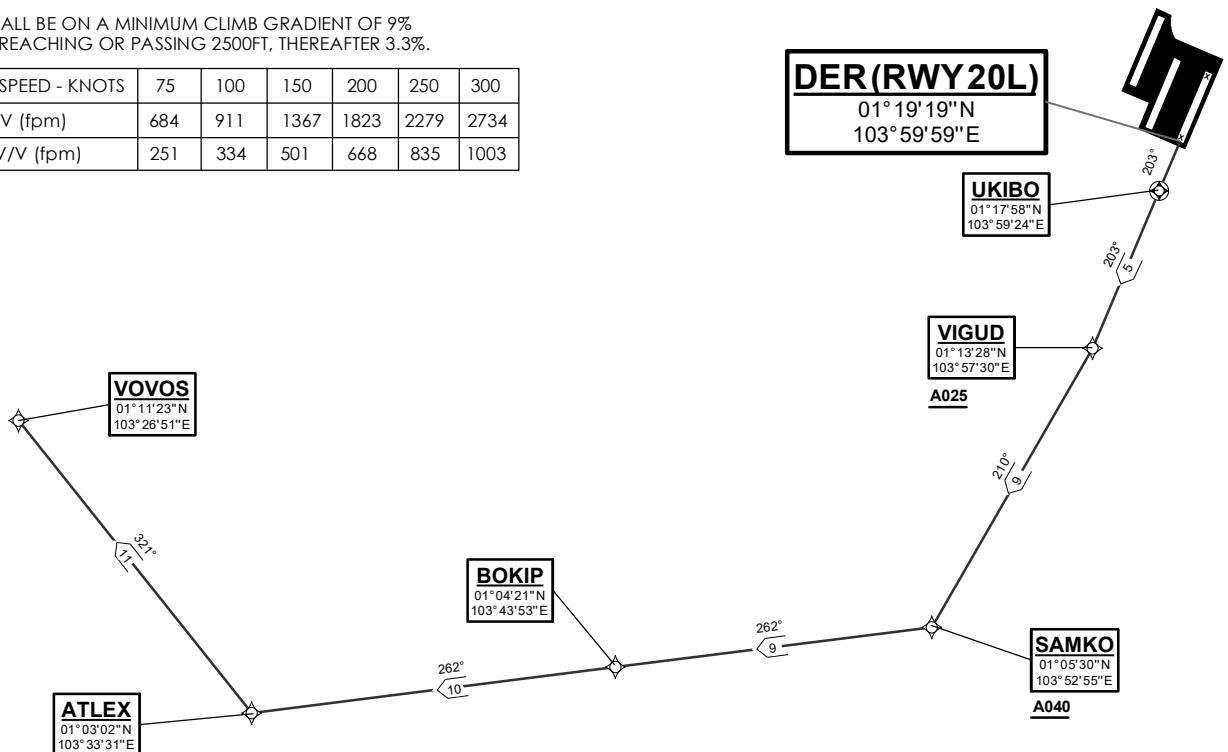 ALL BE ON A MINIMUM CLIMB GRADIENT OF 9%
REACHING OR PASSING 2500FT, THEREAFTER 3.3%.
SPEED - KNOTS 75 100 150 200 250 300
V (fpm) 684 911 1367 1823 2279 2734
V/V (fpm) 251 334 501 668 835 1003
DER(RWY20L)
01°19'19"N
103°59'59"E
203°
UKIBO
01°17'58"N
103°59'24"E
203°
5
VIGUD
01°13'28"N
103°57'30"E
A025
210°
9
VOVOS
01°11'23"N
103°26'51"E
321°
11
BOKIP
01°04'21"N
103°43'53"E
262°
9
SAMKO
01°05'30"N
103°52'55"E
A040
262°
10
ATLEX
01°03'02"N
103°33'31"E